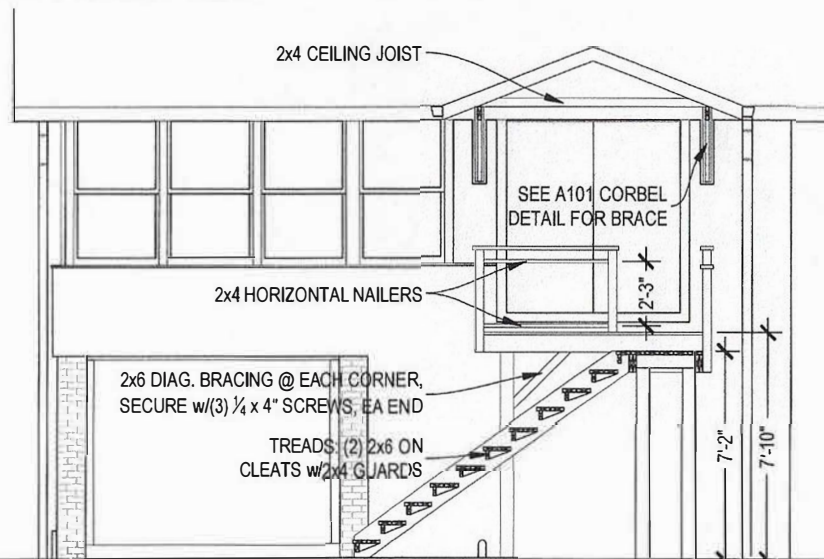 2x4 CEILING JOIST
SEE A101 CORBEL
DETAIL FOR BRACE
2x4 HORIZONTAL NAILERS
2'-3"
2x6 DIAG. BRACING @ EACH CORNER,
SECURE w/(3) ¼ x 4" SCREWS, EA END
TREADS: (2) 2x6 ON
CLEATS w/2x4 GUARDS
7'-2"
7'-10"